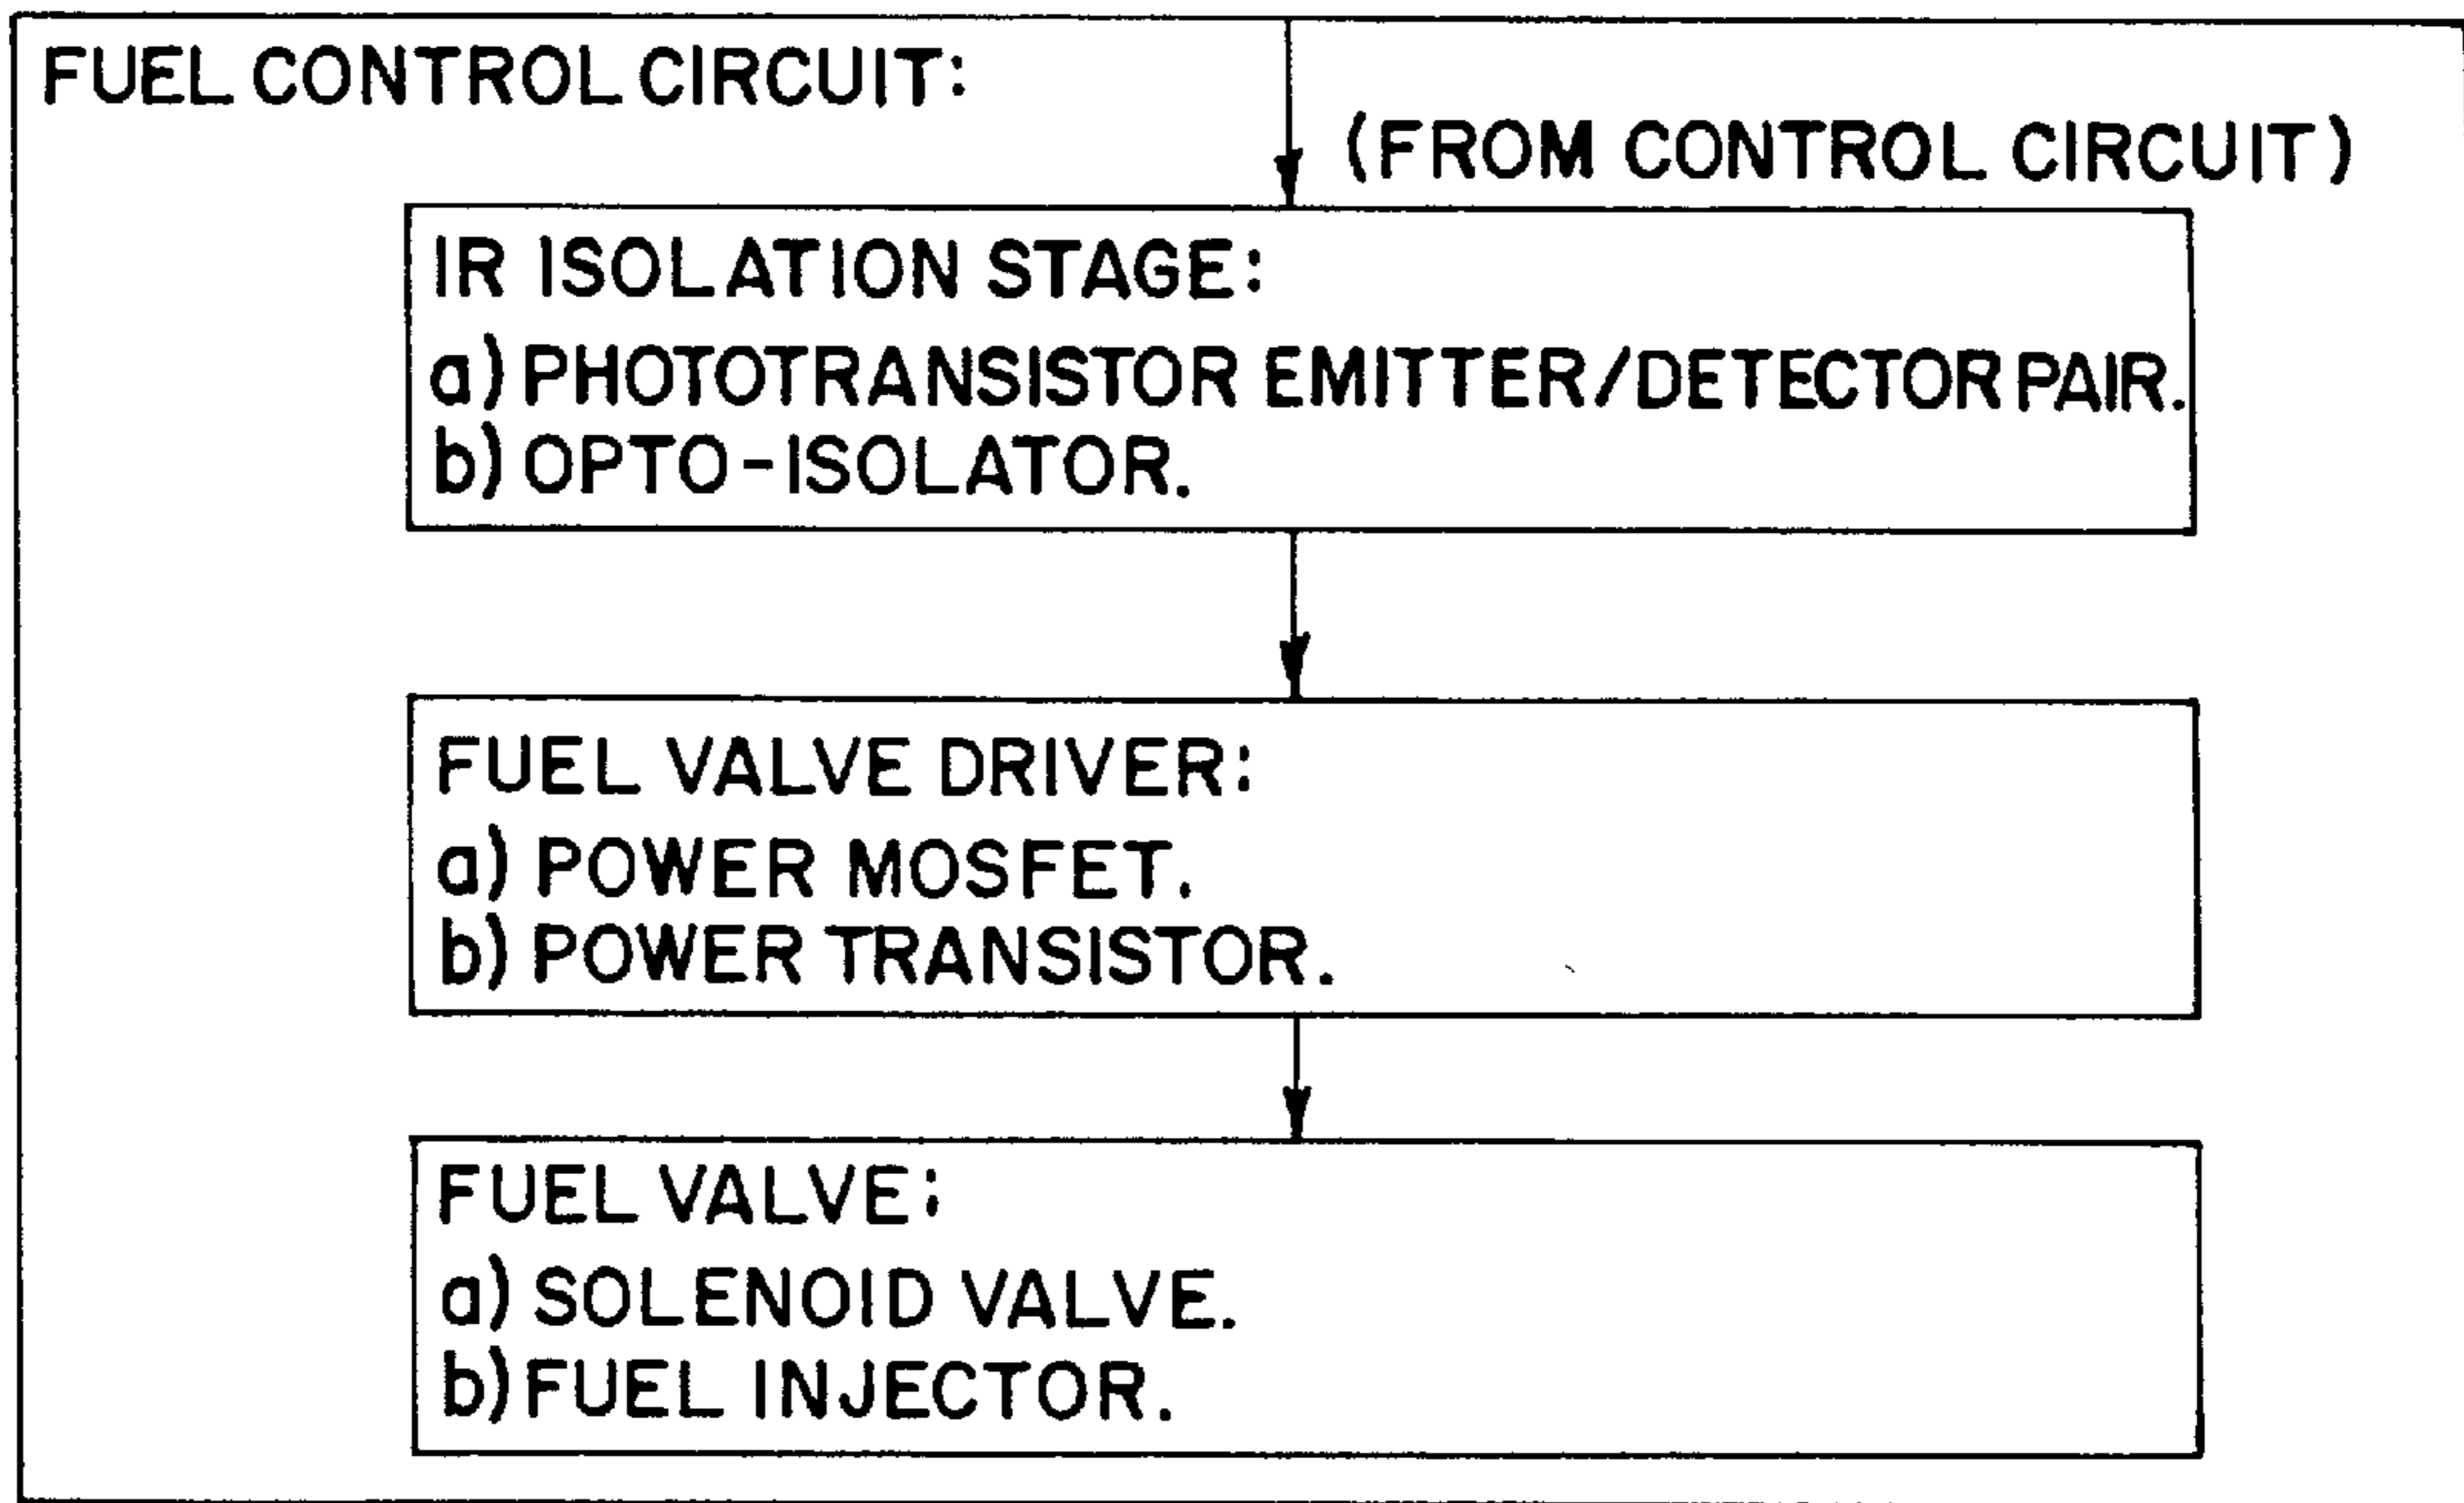 FUEL CONTROL CIRCUIT:
(FROM CONTROL CIRCUIT)
IR ISOLATION STAGE:
a) PHOTOTRANSISTOR EMITTER/DETECTOR PAIR.
b) OPTO-ISOLATOR.
FUEL VALVE DRIVER:
a) POWER MOSFET.
b) POWER TRANSISTOR.
FUEL VALVE:
a) SOLENOID VALVE.
b) FUEL INJECTOR.